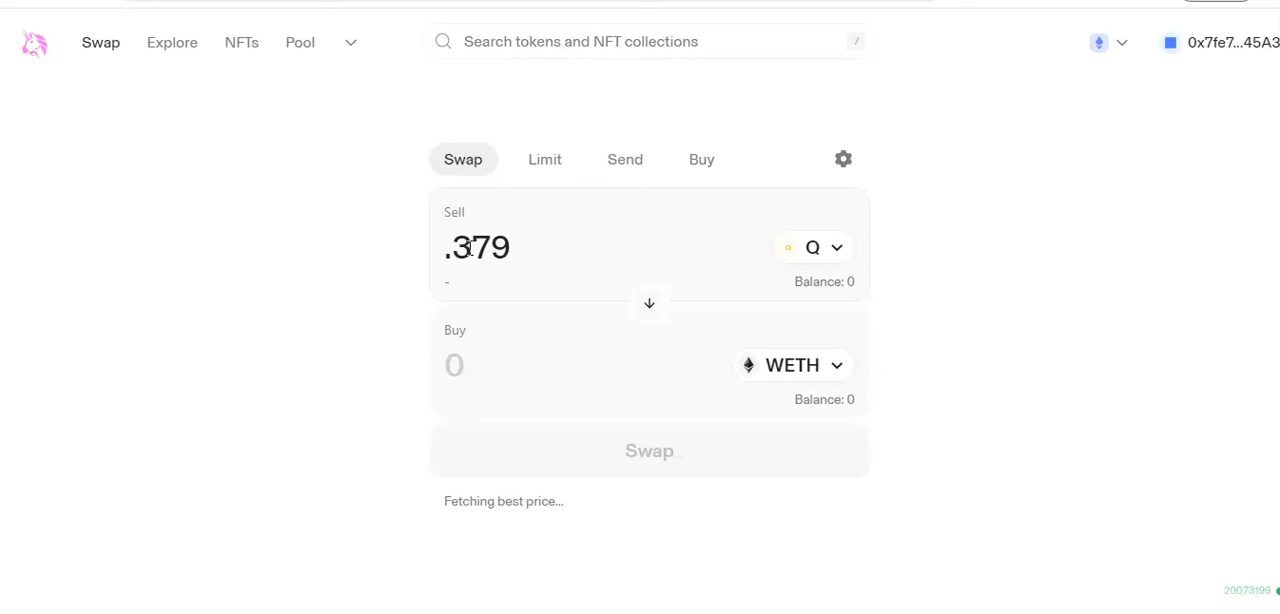 Swap Explore NFTs Pool Search tokens and NFT collections / 0x7fe7...45A3
Swap Limit Send Buy
Sell
.379 Q
- Balance: 0
Buy
0 WETH
Balance: 0
Swap
Fetching best price...
20073199